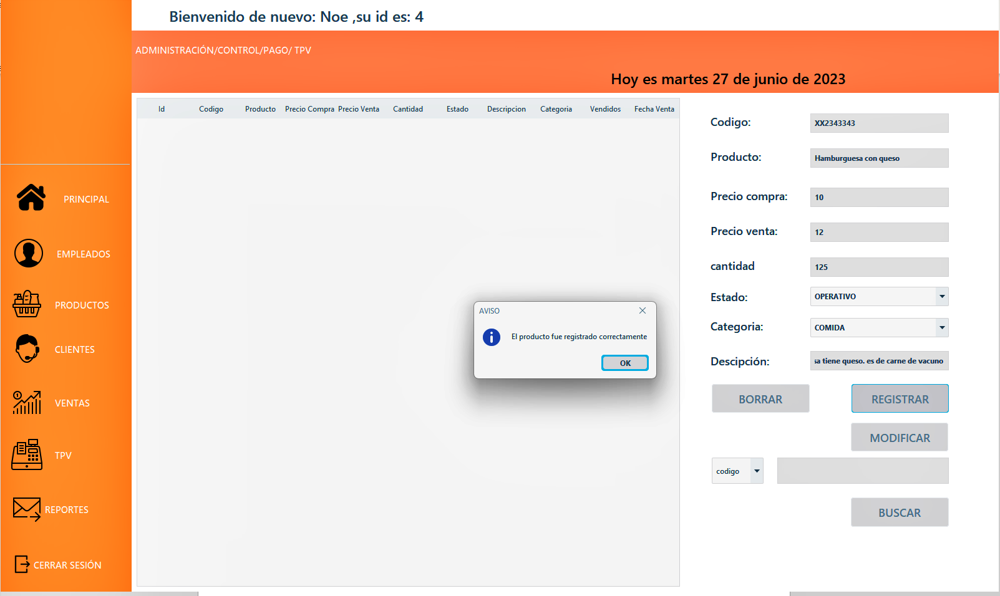 Bienvenido de nuevo: Noe ,su id es: 4
ADMINISTRACIÓN/CONTROL/PAGO/ TPV
Hoy es martes 27 de junio de 2023
PRINCIPAL
EMPLEADOS
PRODUCTOS
CLIENTES
VENTAS
TPV
REPORTES
CERRAR SESIÓN
Id Codigo Producto Precio Compra Precio Venta Cantidad Estado Descripcion Categoria Vendidos Fecha Venta
AVISO
El producto fue registrado correctamente
OK
Codigo: XX2343343
Producto: Hamburguesa con queso
Precio compra: 10
Precio venta: 12
cantidad 125
Estado: OPERATIVO
Categoria: COMIDA
Descipción: sa tiene queso. es de carne de vacuno
BORRAR REGISTRAR
MODIFICAR
codigo
BUSCAR